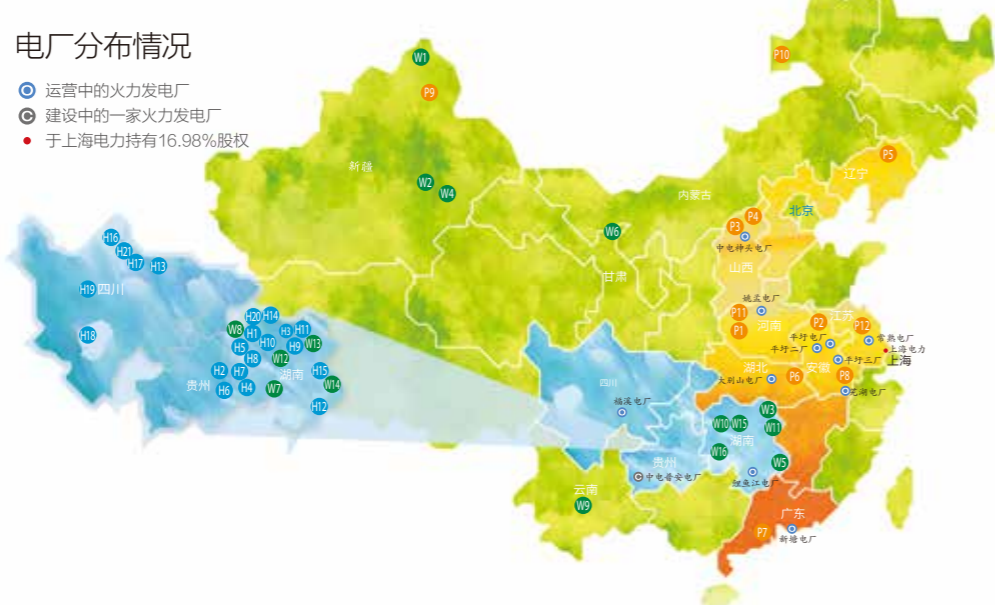 电厂分布情况
运营中的火力发电厂
C 建设中的一家火力发电厂
于上海电力持有16.98%股权
W1
P10
P9
新疆
W2
W4
P5
辽宁
内蒙古
北京
P4
P3
中电神头电厂
W6
甘肃
山西
H16
H21
H17
H13
H19
四川
H18
H20
H14
W8
H1
H3
H11
H5
H10
H9
W13
H8
W12
贵州
H2
H7
湖南
H15
H6
H4
W7
W14
H12
姚孟电厂
P11
P1
河南
P2
江苏
P12
平圩电厂
常熟电厂
平圩二厂
上海电力
平圩三厂
上海
湖北
安徽
大别山电厂
P6
P8
芜湖电厂
四川
福溪电厂
W3
W10
W15
W11
湖南
W16
贵州
W5
C 中电普安电厂
鲤鱼江电厂
云南
W9
广东
P7
新塘电厂